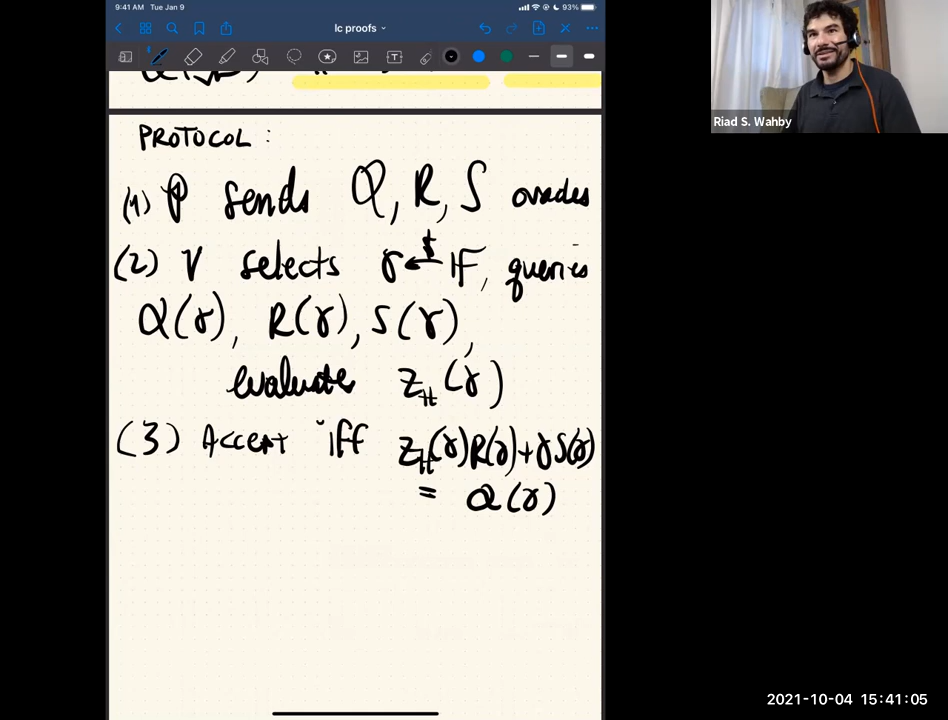 9:41 AM Tue Jan 9
93%
lc proofs
PROTOCOL:
(1) P sends Q, R, S oracles
(2) V selects γ ←$ F, queries
Q(γ), R(γ), S(γ),
evaluate Z_H(γ)
(3) Accept iff Z_H(γ)R(γ)+γS(γ)
= Q(γ)
Riad S. Wahby
2021-10-04 15:41:05